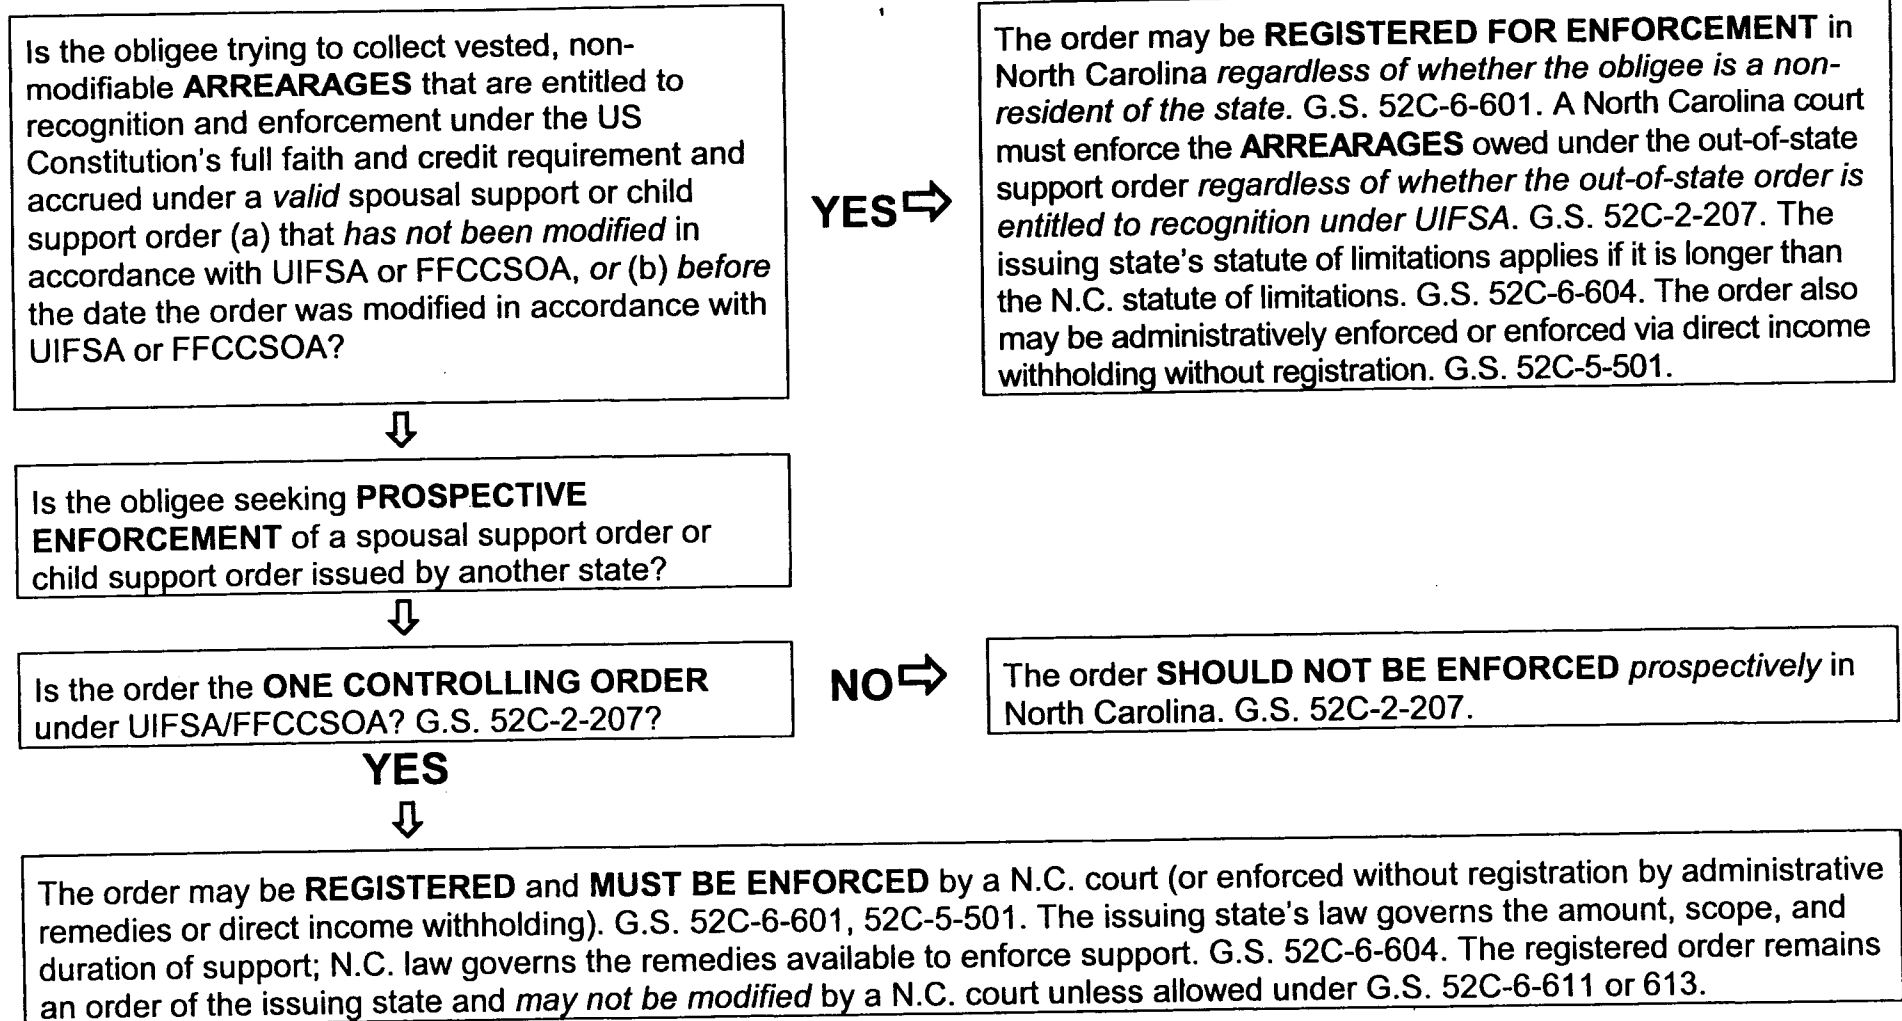 Is the obligee trying to collect vested, non-
modifiable ARREARAGES that are entitled to
recognition and enforcement under the US
Constitution's full faith and credit requirement and
accrued under a valid spousal support or child
support order (a) that has not been modified in
accordance with UIFSA or FFCCSOA, or (b) before
the date the order was modified in accordance with
UIFSA or FFCCSOA?
YES
The order may be REGISTERED FOR ENFORCEMENT in
North Carolina regardless of whether the obligee is a non-
resident of the state. G.S. 52C-6-601. A North Carolina court
must enforce the ARREARAGES owed under the out-of-state
support order regardless of whether the out-of-state order is
entitled to recognition under UIFSA. G.S. 52C-2-207. The
issuing state's statute of limitations applies if it is longer than
the N.C. statute of limitations. G.S. 52C-6-604. The order also
may be administratively enforced or enforced via direct income
withholding without registration. G.S. 52C-5-501.
Is the obligee seeking PROSPECTIVE
ENFORCEMENT of a spousal support order or
child support order issued by another state?
Is the order the ONE CONTROLLING ORDER
under UIFSA/FFCCSOA? G.S. 52C-2-207?
NO
The order SHOULD NOT BE ENFORCED prospectively in
North Carolina. G.S. 52C-2-207.
YES
The order may be REGISTERED and MUST BE ENFORCED by a N.C. court (or enforced without registration by administrative
remedies or direct income withholding). G.S. 52C-6-601, 52C-5-501. The issuing state's law governs the amount, scope, and
duration of support; N.C. law governs the remedies available to enforce support. G.S. 52C-6-604. The registered order remains
an order of the issuing state and may not be modified by a N.C. court unless allowed under G.S. 52C-6-611 or 613.